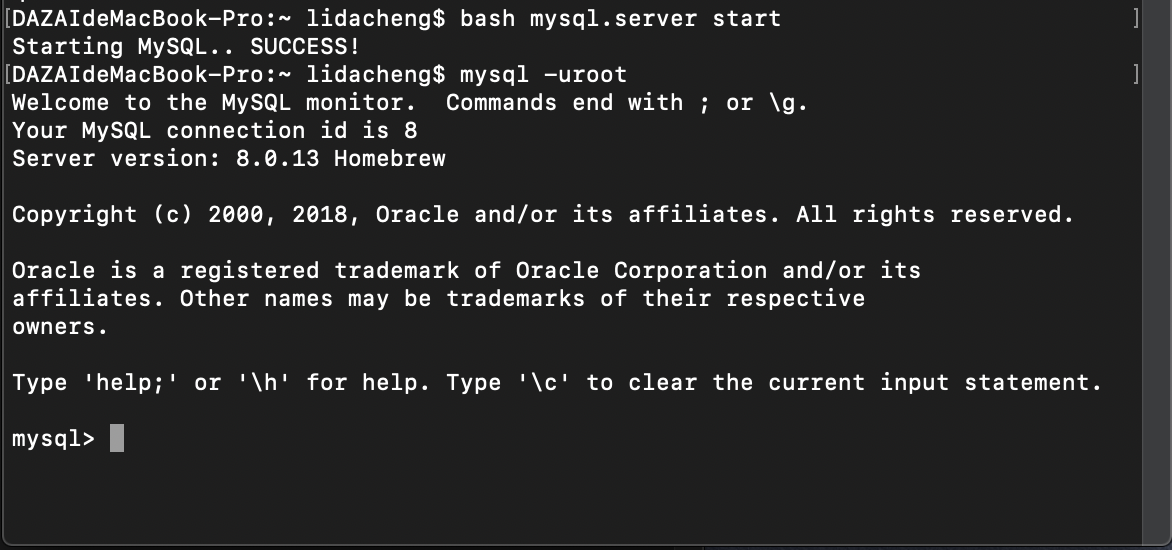 [DAZAIdeMacBook-Pro:~ lidacheng$ bash mysql.server start ]
Starting MySQL.. SUCCESS!
[DAZAIdeMacBook-Pro:~ lidacheng$ mysql -uroot ]
Welcome to the MySQL monitor.  Commands end with ; or \g.
Your MySQL connection id is 8
Server version: 8.0.13 Homebrew
Copyright (c) 2000, 2018, Oracle and/or its affiliates. All rights reserved.
Oracle is a registered trademark of Oracle Corporation and/or its
affiliates. Other names may be trademarks of their respective
owners.
Type 'help;' or '\h' for help. Type '\c' to clear the current input statement.
mysql>